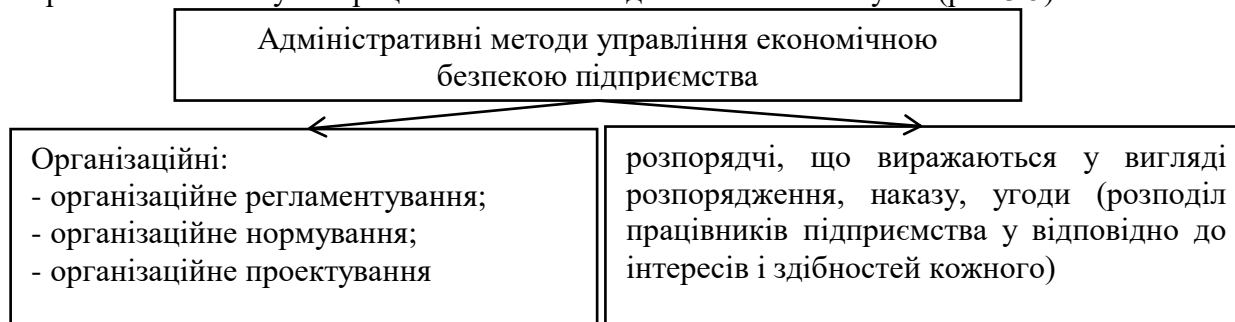 Адміністративні методи управління економічною
безпекою підприємства
Організаційні:
- організаційне регламентування;
- організаційне нормування;
- організаційне проектування
розпорядчі, що виражаються у вигляді
розпорядження, наказу, угоди (розподіл
працівників підприємства у відповідно до
інтересів і здібностей кожного)